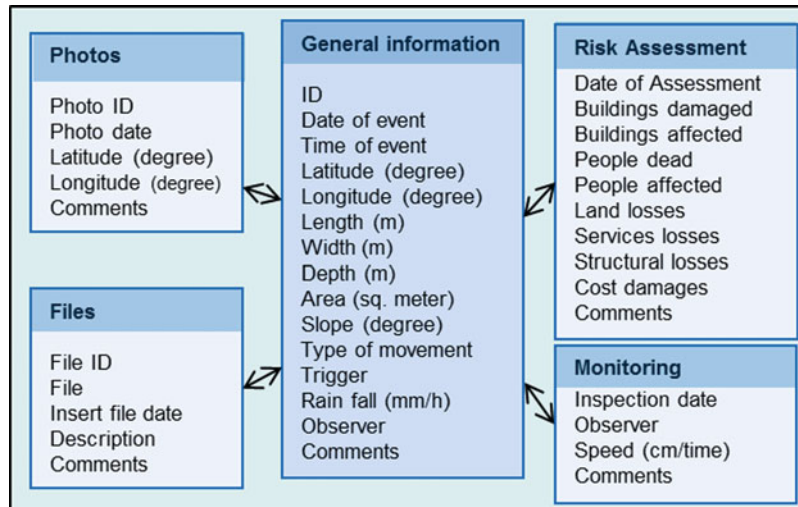 Photos
Photo ID
Photo date
Latitude (degree)
Longitude (degree)
Comments
Files
File ID
File
Insert file date
Description
Comments
General information
ID
Date of event
Time of event
Latitude (degree)
Longitude (degree)
Length (m)
Width (m)
Depth (m)
Area (sq. meter)
Slope (degree)
Type of movement
Trigger
Rain fall (mm/h)
Observer
Comments
Risk Assessment
Date of Assessment
Buildings damaged
Buildings affected
People dead
People affected
Land losses
Services losses
Structural losses
Cost damages
Comments
Monitoring
Inspection date
Observer
Speed (cm/time)
Comments